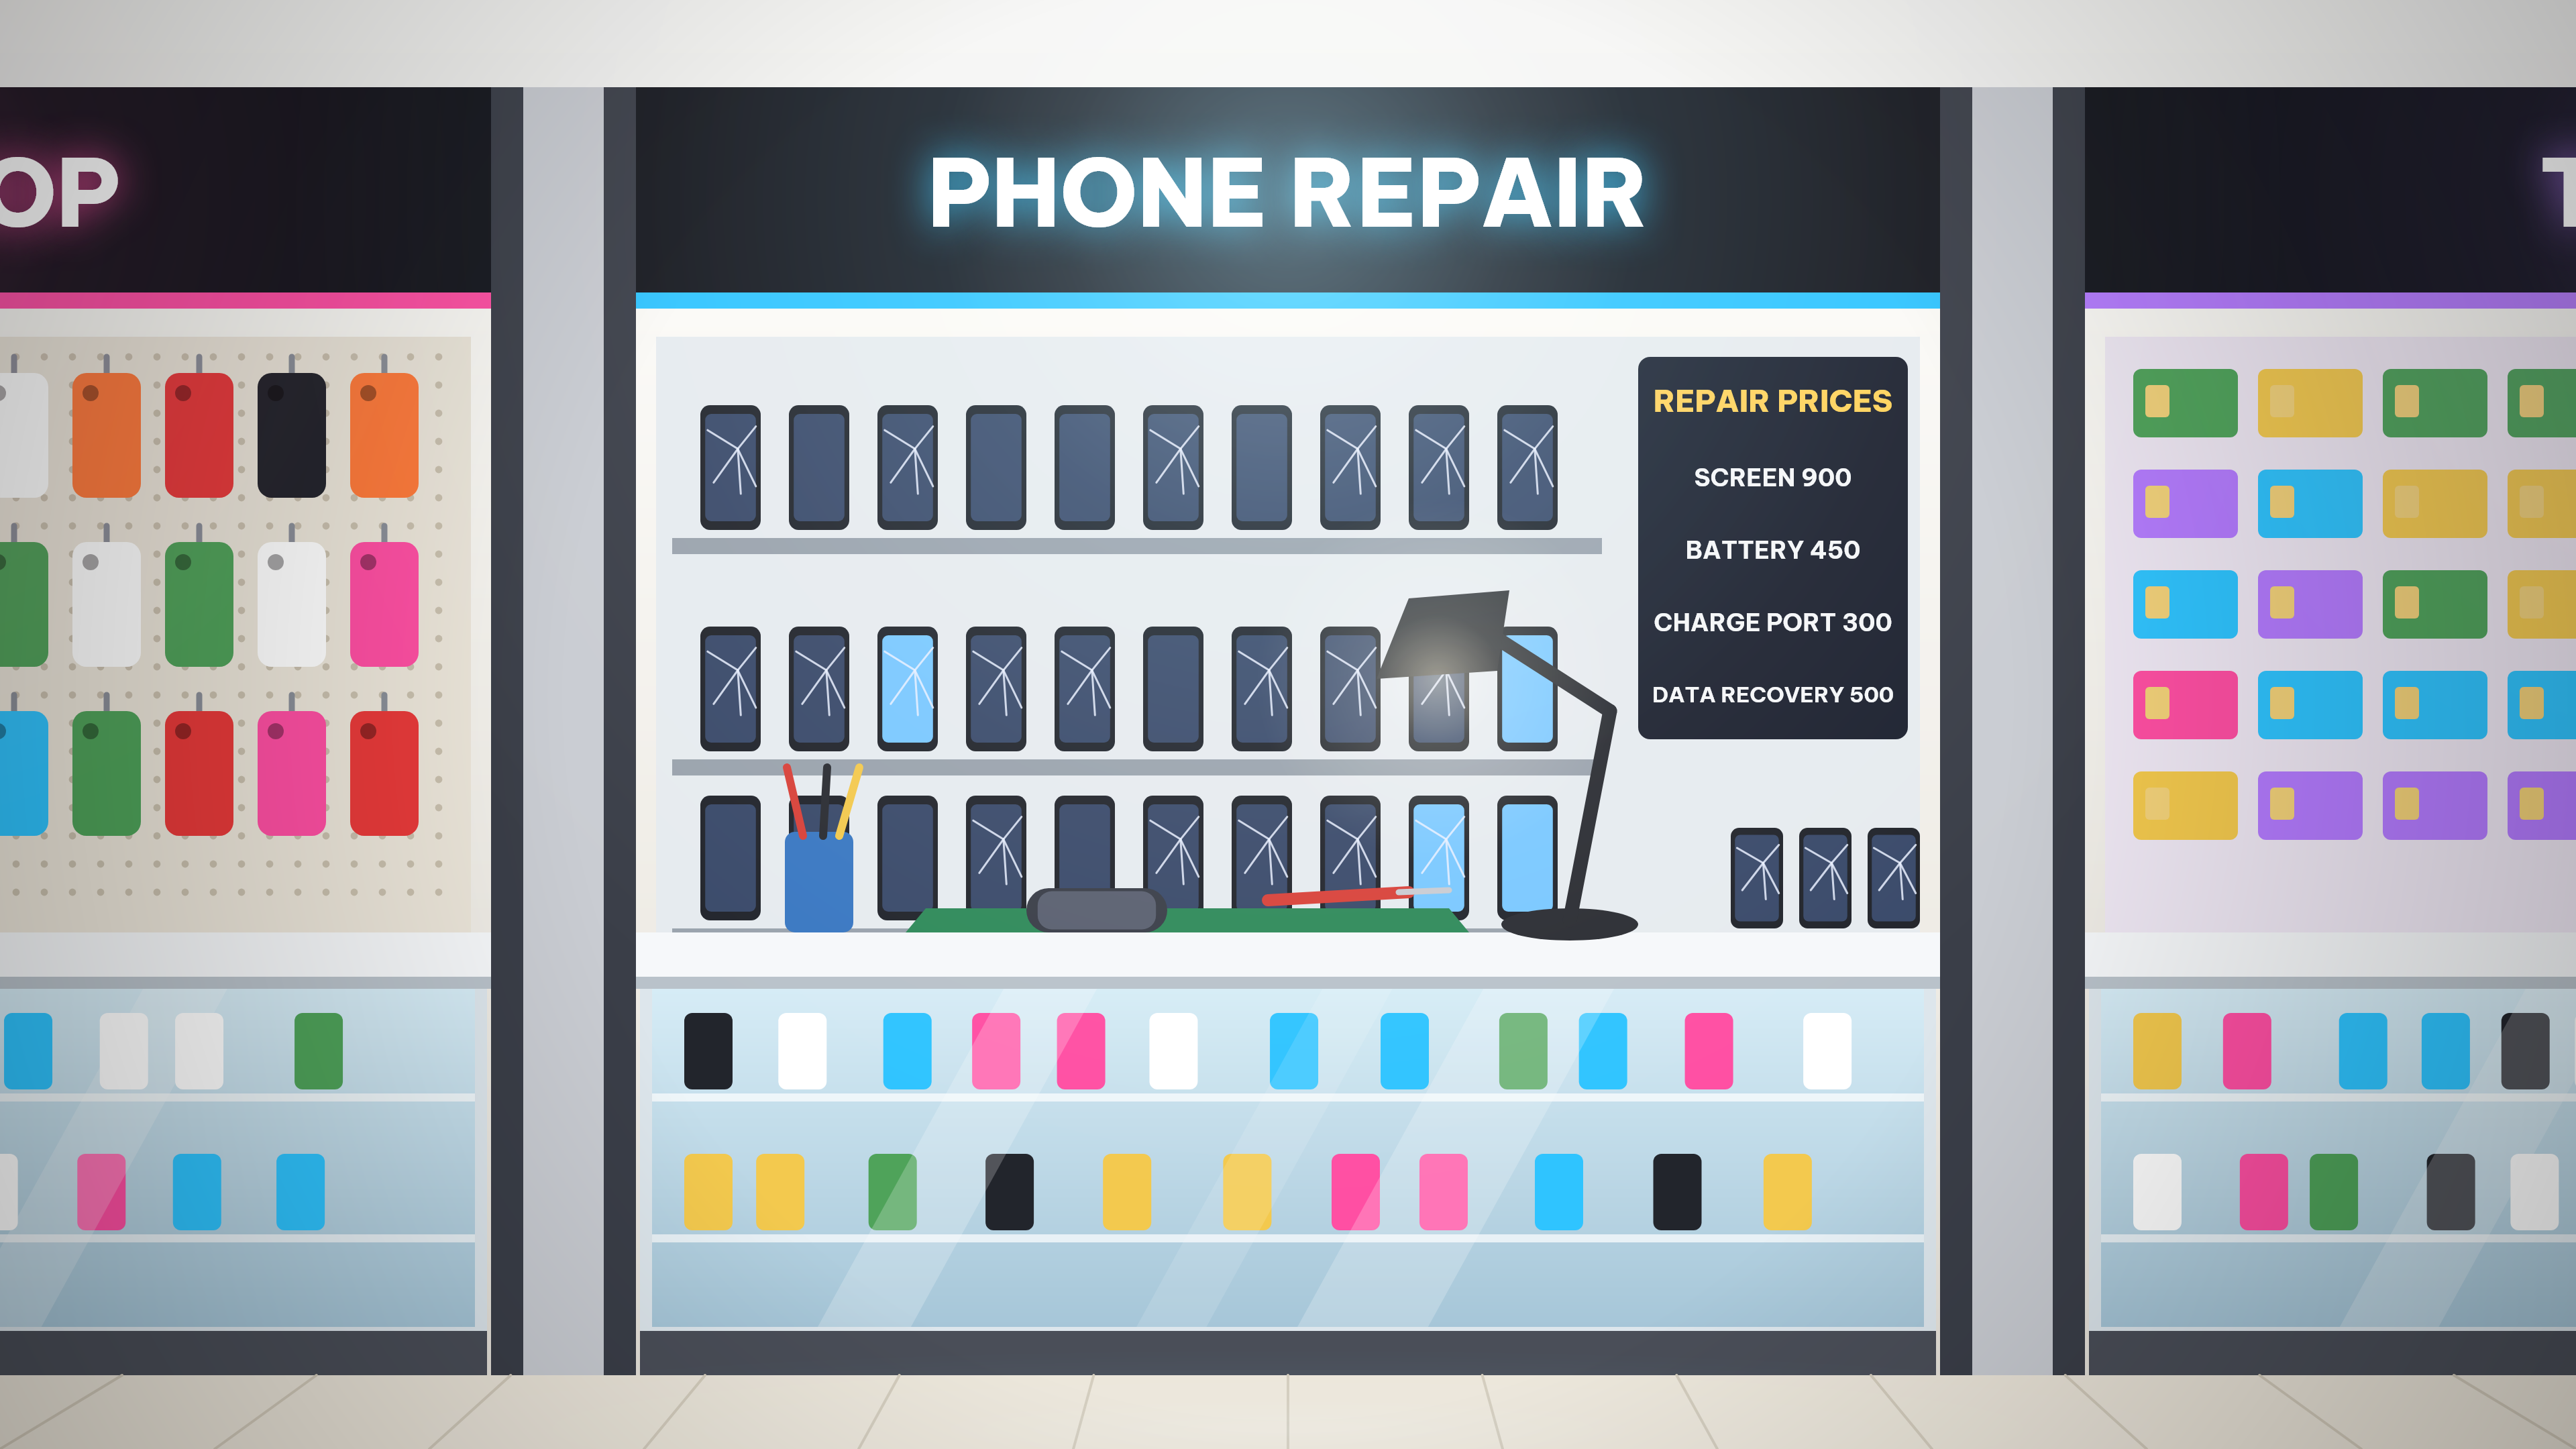 OP
PHONE REPAIR
T
REPAIR PRICES
SCREEN 900
BATTERY 450
CHARGE PORT 300
DATA RECOVERY 500